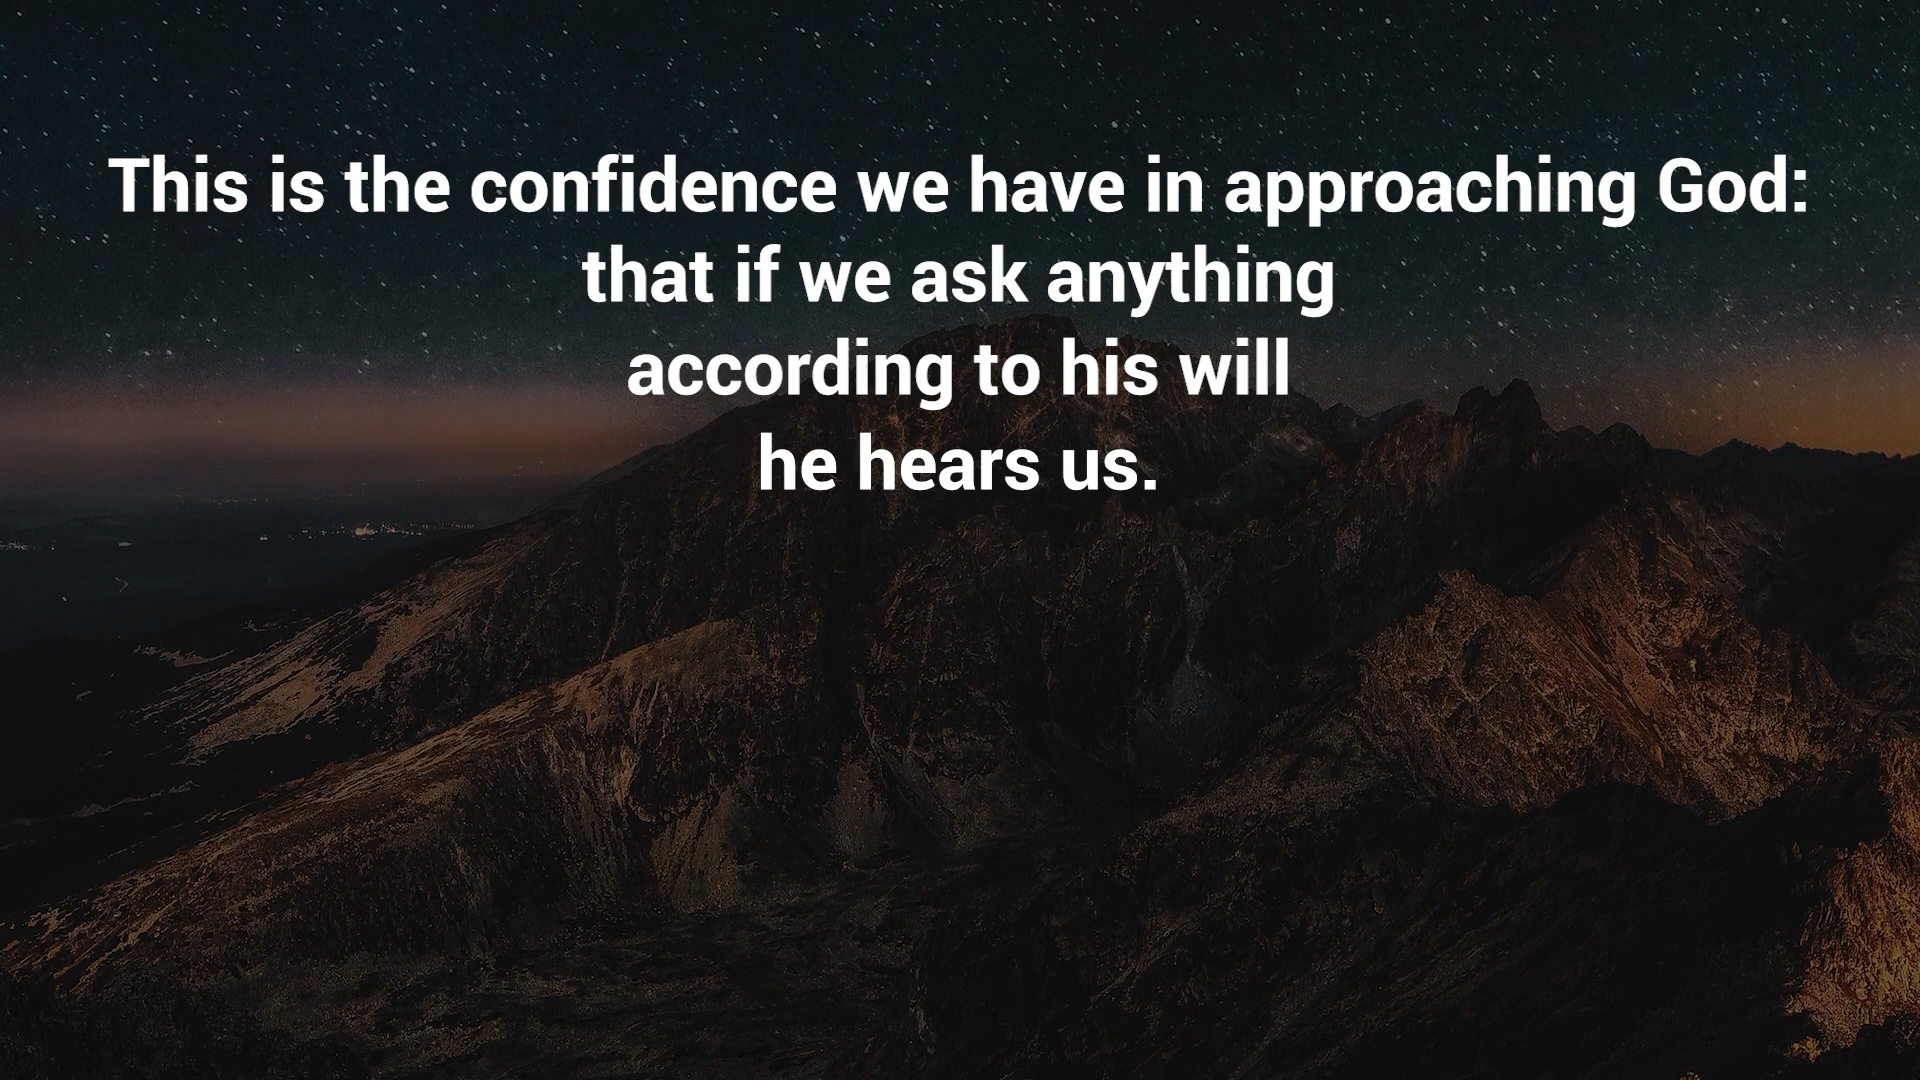 This is the confidence we have in approaching God:
that if we ask anything
according to his will
he hears us.